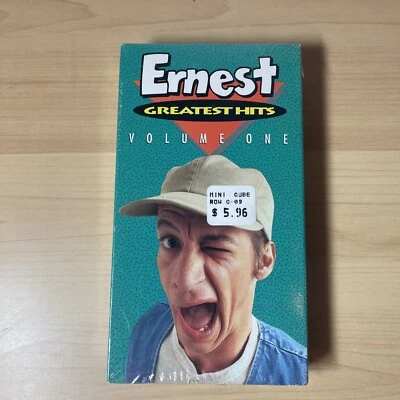 Ernest
GREATEST HITS
VOLUME ONE
MINI CUBE
ROW C-09
$ 5.96